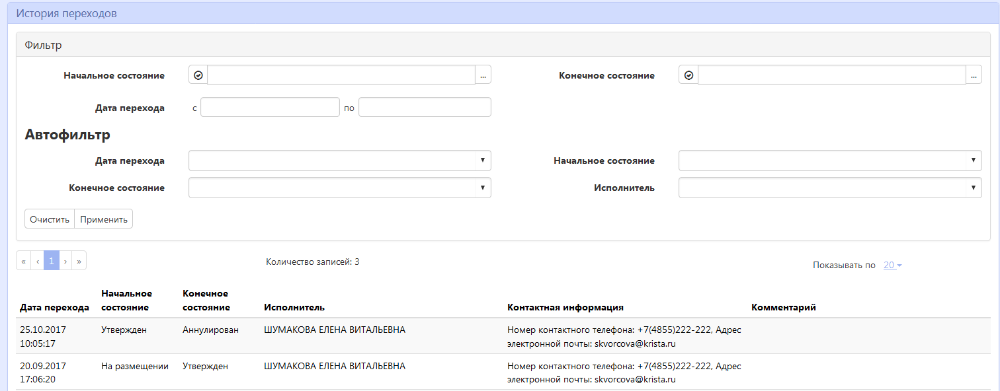 История переходов
Фильтр
Начальное состояние ... Конечное состояние ...
Дата перехода с по
Автофильтр
Дата перехода Начальное состояние
Конечное состояние Исполнитель
Очистить Применить
« ‹ 1 › » Количество записей: 3 Показывать по 20
Дата перехода Начальное состояние Конечное состояние Исполнитель Контактная информация Комментарий
25.10.2017 Утвержден Аннулирован ШУМАКОВА ЕЛЕНА ВИТАЛЬЕВНА Номер контактного телефона: +7(4855)222-222, Адрес
10:05:17 электронной почты: skvorcova@krista.ru
20.09.2017 На размещении Утвержден ШУМАКОВА ЕЛЕНА ВИТАЛЬЕВНА Номер контактного телефона: +7(4855)222-222, Адрес
17:06:20 электронной почты: skvorcova@krista.ru